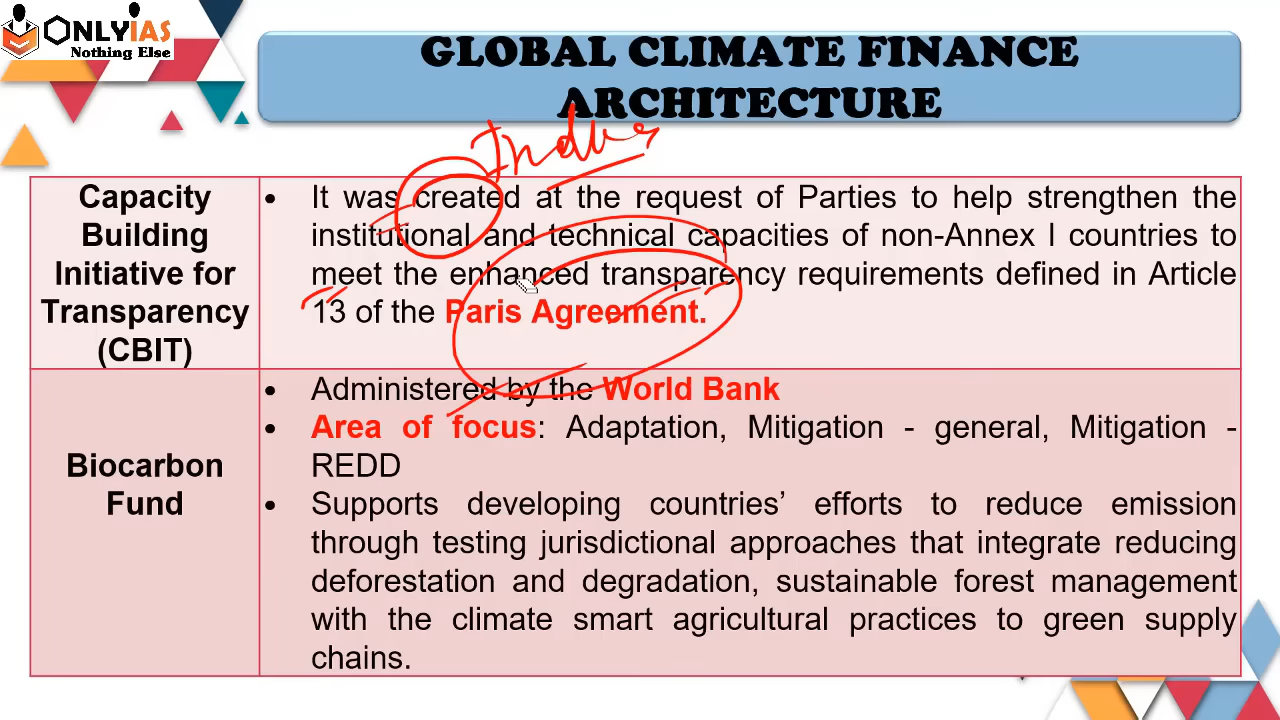 ONLYIAS
Nothing Else
GLOBAL CLIMATE FINANCE
ARCHITECTURE
Capacity
Building
Initiative for
Transparency
(CBIT)
• It was created at the request of Parties to help strengthen the
institutional and technical capacities of non-Annex I countries to
meet the enhanced transparency requirements defined in Article
13 of the Paris Agreement.
Biocarbon
Fund
• Administered by the World Bank
• Area of focus: Adaptation, Mitigation - general, Mitigation -
REDD
• Supports developing countries’ efforts to reduce emission
through testing jurisdictional approaches that integrate reducing
deforestation and degradation, sustainable forest management
with the climate smart agricultural practices to green supply
chains.